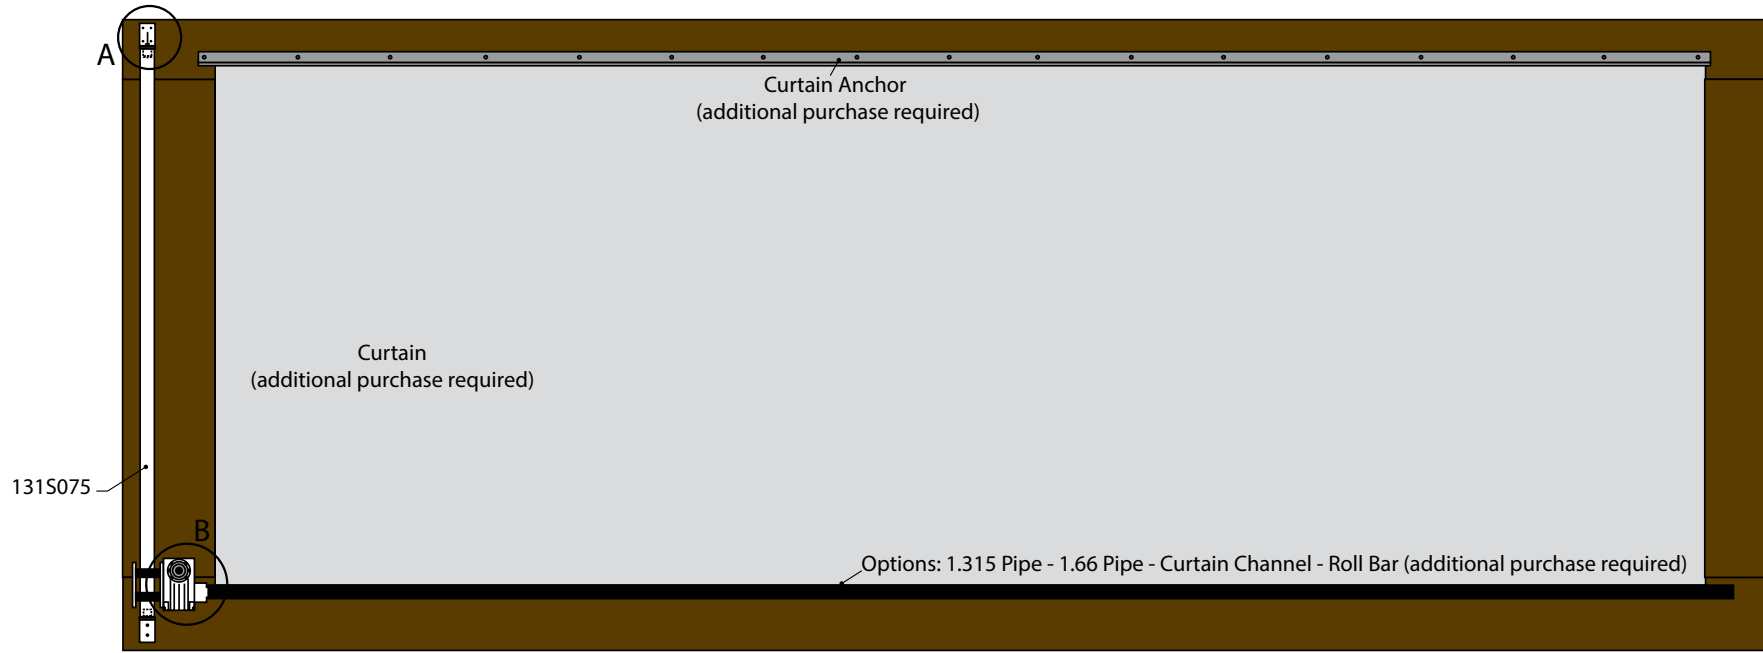 A
Curtain Anchor
(additional purchase required)
Curtain
(additional purchase required)
131S075
B
Options: 1.315 Pipe - 1.66 Pipe - Curtain Channel - Roll Bar (additional purchase required)